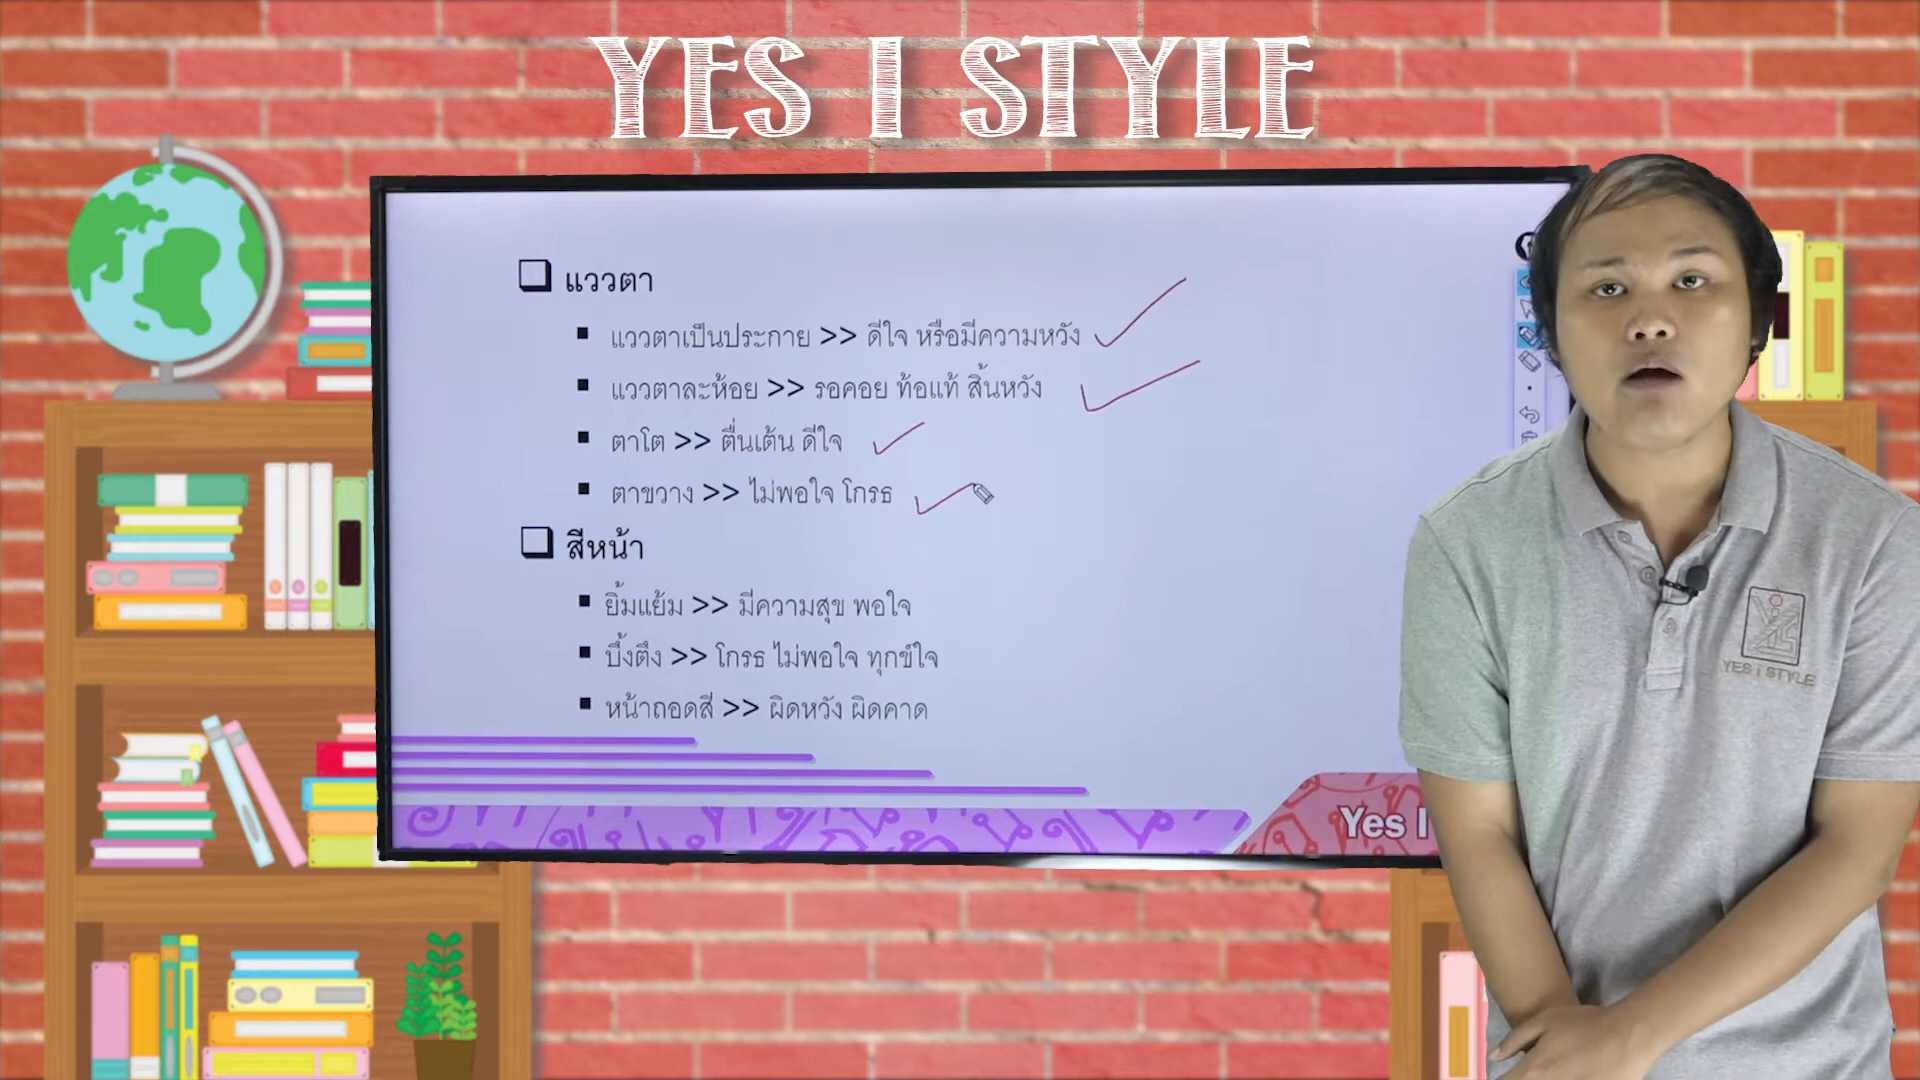 YES I STYLE
แววตา
แววตาเป็นประกาย >> ดีใจ หรือมีความหวัง
แววตาละห้อย >> รอคอย ท้อแท้ สิ้นหวัง
ตาโต >> ตื่นเต้น ดีใจ
ตาขวาง >> ไม่พอใจ โกรธ
สีหน้า
ยิ้มแย้ม >> มีความสุข พอใจ
บึ้งตึง >> โกรธ ไม่พอใจ ทุกข์ใจ
หน้าถอดสี >> ผิดหวัง ผิดคาด
Yes I
YES i STYLE